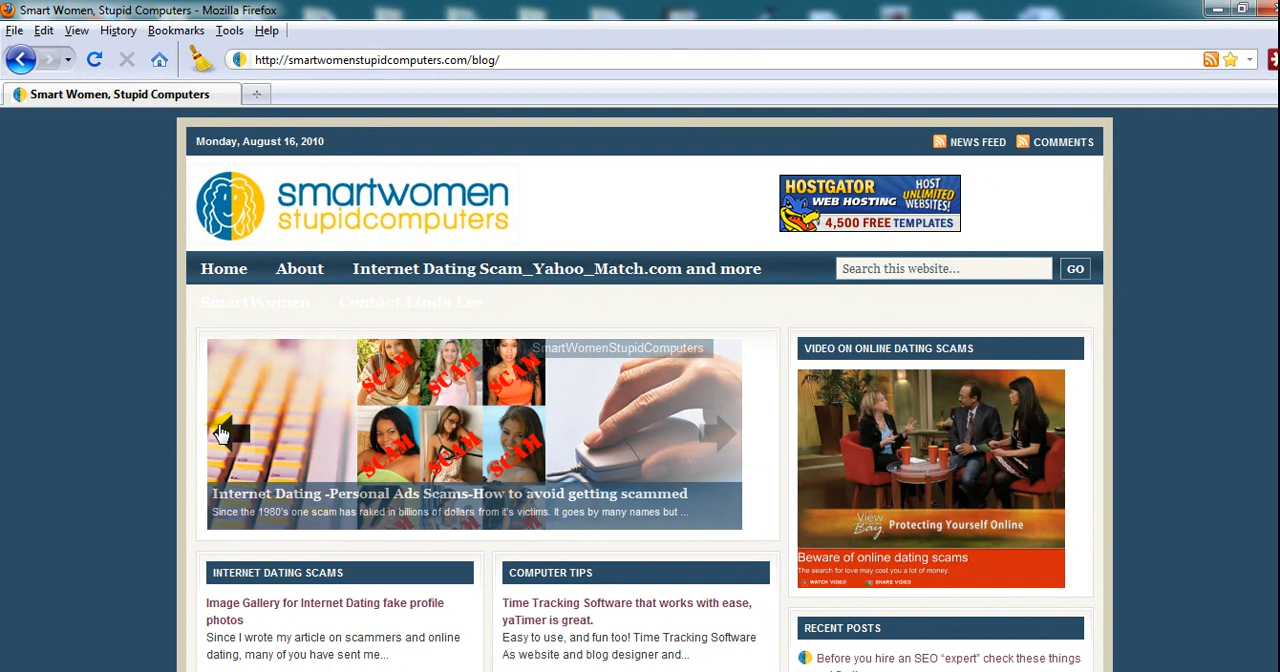 Smart Women, Stupid Computers - Mozilla Firefox
File Edit View History Bookmarks Tools Help
http://smartwomenstupidcomputers.com/blog/
Smart Women, Stupid Computers
Monday, August 16, 2010
NEWS FEED COMMENTS
smartwomen
stupidcomputers
HOSTGATOR
WEB HOSTING
HOST
UNLIMITED
WEBSITES!
4,500 FREE TEMPLATES
Home About Internet Dating Scam_Yahoo_Match.com and more
Search this website... GO
SmartWomen Contact Linda Lee
SmartWomenStupidComputers
SCAM SCAM SCAM
SCAM SCAM SCAM
Internet Dating -Personal Ads Scams-How to avoid getting scammed
Since the 1980's one scam has raked in billions of dollars from it's victims. It goes by many names but ...
VIDEO ON ONLINE DATING SCAMS
View
Bay
Protecting Yourself Online
Beware of online dating scams
The search for love may cost you a lot of money.
WATCH VIDEO SHARE VIDEO
INTERNET DATING SCAMS
Image Gallery for Internet Dating fake profile
photos
Since I wrote my article on scammers and online
dating, many of you have sent me...
COMPUTER TIPS
Time Tracking Software that works with ease,
yaTimer is great.
Easy to use, and fun too! Time Tracking Software
As website and blog designer and...
RECENT POSTS
Before you hire an SEO “expert” check these things